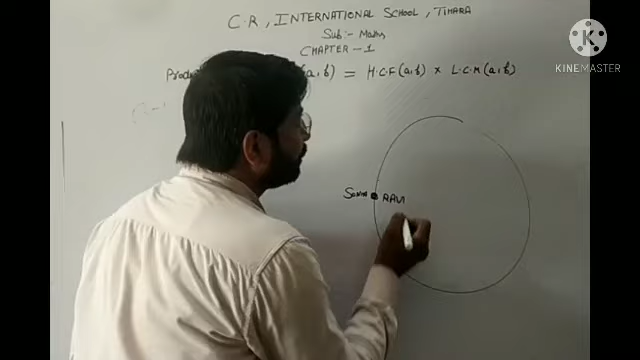 C.R, INTERNATIONAL SCHOOL, TIHARA
Sub:- Maths
CHAPTER - 1
(a,b) = H.C.F (a,b) × L.C.M (a,b)
SONIA RAVI
KINEMASTER